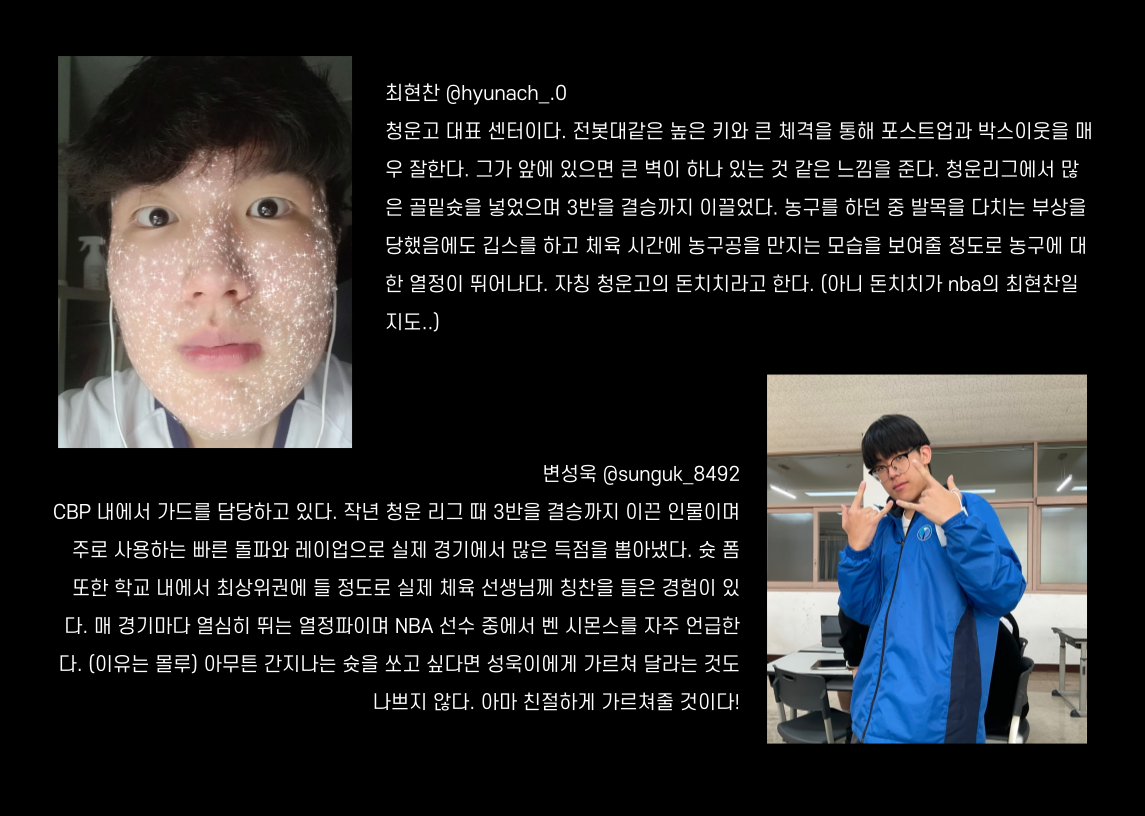 최현찬 @hyunach_.0
청운고 대표 센터이다. 전봇대같은 높은 키와 큰 체격을 통해 포스트업과 박스아웃을 매
우 잘한다. 그가 앞에 있으면 큰 벽이 하나 있는 것 같은 느낌을 준다. 청운리그에서 많
은 골밑슛을 넣었으며 3반을 결승까지 이끌었다. 농구를 하던 중 발목을 다치는 부상을
당했음에도 깁스를 하고 체육 시간에 농구공을 만지는 모습을 보여줄 정도로 농구에 대
한 열정이 뛰어나다. 자칭 청운고의 돈치치라고 한다. (아니 돈치치가 nba의 최현찬일
지도..)
변성욱 @sunguk_8492
CBP 내에서 가드를 담당하고 있다. 작년 청운 리그 때 3반을 결승까지 이끈 인물이며
주로 사용하는 빠른 돌파와 레이업으로 실제 경기에서 많은 득점을 뽑아냈다. 슛 폼
또한 학교 내에서 최상위권에 들 정도로 실제 체육 선생님께 칭찬을 들은 경험이 있
다. 매 경기마다 열심히 뛰는 열정파이며 NBA 선수 중에서 벤 시몬스를 자주 언급한
다. (이유는 몰루) 아무튼 간지나는 슛을 쏘고 싶다면 성욱이에게 가르쳐 달라는 것도
나쁘지 않다. 아마 친절하게 가르쳐줄 것이다!